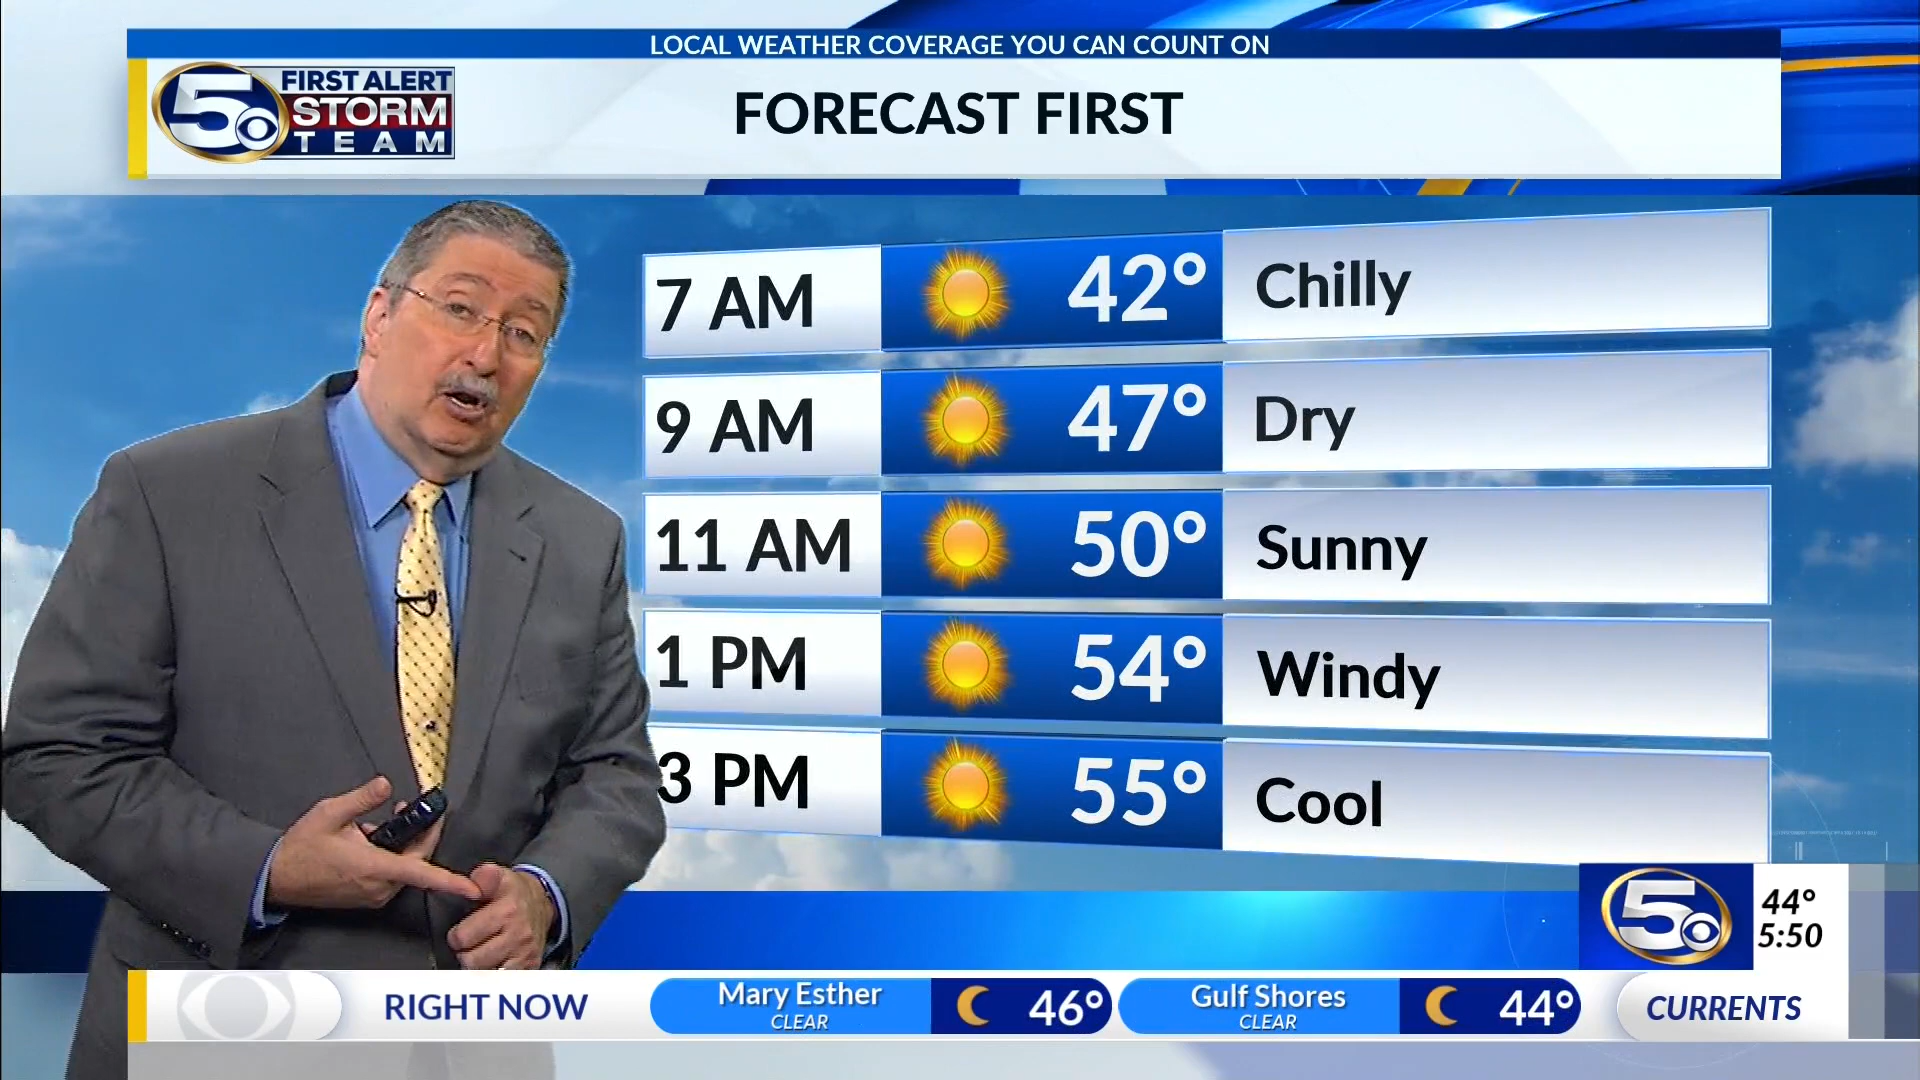 LOCAL WEATHER COVERAGE YOU CAN COUNT ON
5 FIRST ALERT
STORM
TEAM
FORECAST FIRST
7 AM 42° Chilly
9 AM 47° Dry
11 AM 50° Sunny
1 PM 54° Windy
3 PM 55° Cool
5 44°
5:50
RIGHT NOW
Mary Esther
CLEAR
46°
Gulf Shores
CLEAR
44°
CURRENTS